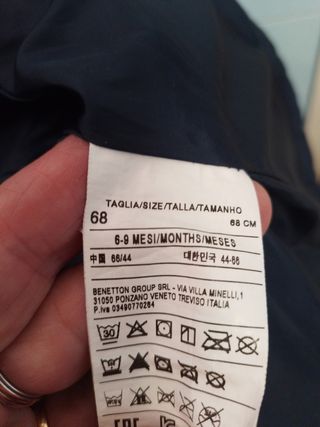 TAGLIA/SIZE/TALLA/TAMANHO
68 68 CM
6-9 MESI/MONTHS/MESES
中国 66/44 대한민국 44-66
BENETTON GROUP SRL - VIA VILLA MINELLI,1
31050 PONZANO VENETO TREVISO ITALIA
P.iva 03490770264
30
EAC